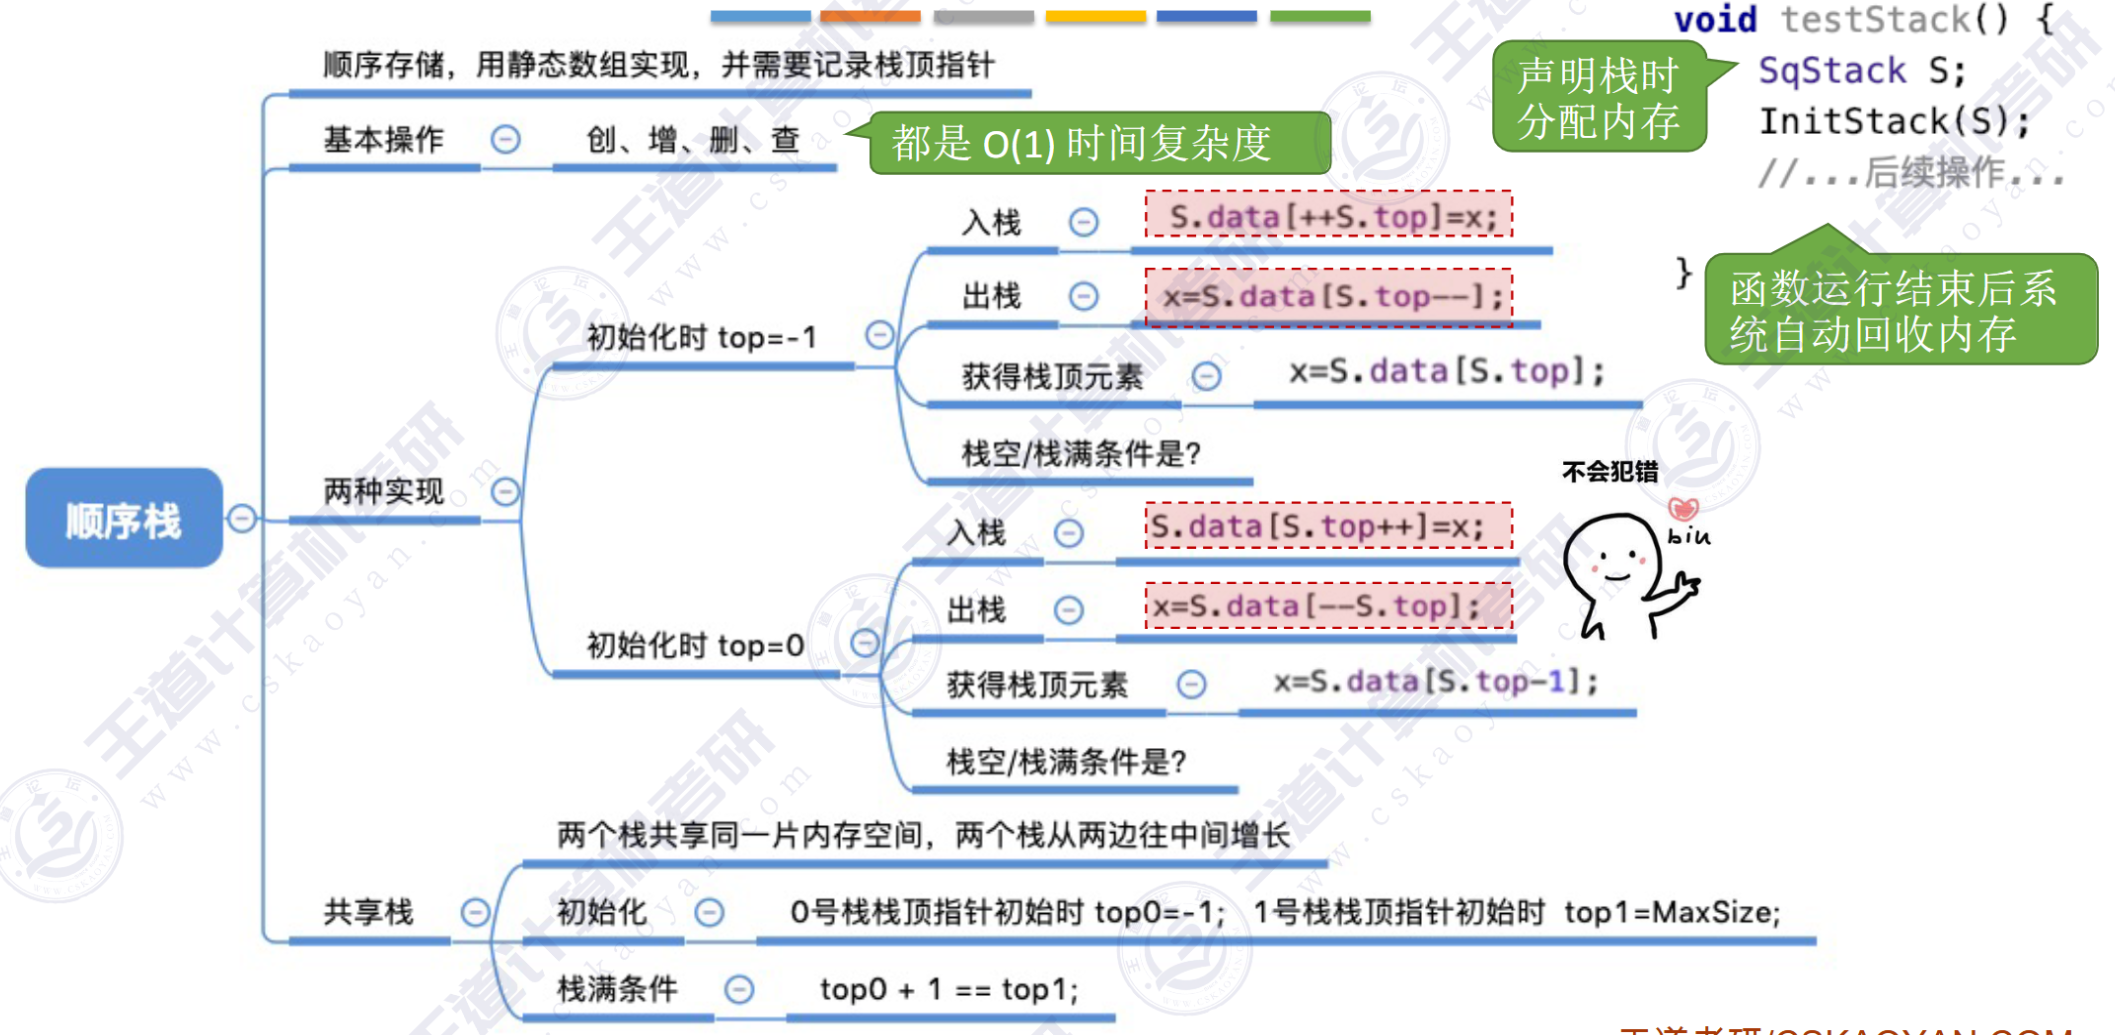 顺序栈
顺序存储，用静态数组实现，并需要记录栈顶指针
基本操作
创、增、删、查
都是 O(1) 时间复杂度
两种实现
初始化时 top=-1
入栈
S.data[++S.top]=x;
出栈
x=S.data[S.top--];
获得栈顶元素
x=S.data[S.top];
栈空/栈满条件是?
初始化时 top=0
入栈
S.data[S.top++]=x;
出栈
x=S.data[--S.top];
获得栈顶元素
x=S.data[S.top-1];
栈空/栈满条件是?
共享栈
两个栈共享同一片内存空间，两个栈从两边往中间增长
初始化
0号栈栈顶指针初始时 top0=-1； 1号栈栈顶指针初始时 top1=MaxSize;
栈满条件
top0 + 1 == top1;
void testStack() {
SqStack S;
InitStack(S);
//...后续操作...
}
声明栈时
分配内存
函数运行结束后系
统自动回收内存
不会犯错
biu
王道考研/CSKAOYAN.COM
王道计算机考研
www.cskaoyan.com